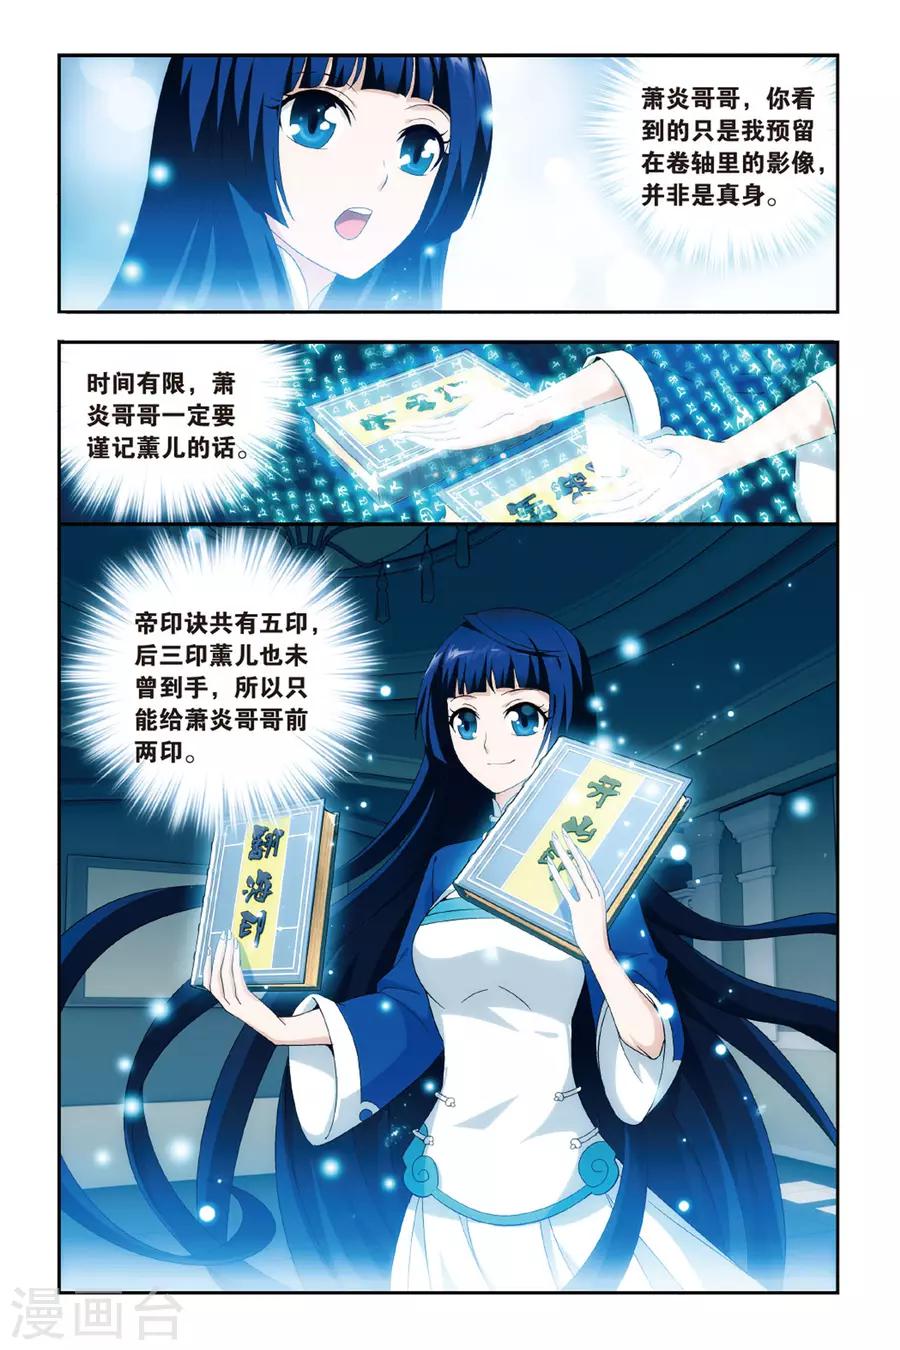 萧炎哥哥，你看
到的只是我预留
在卷轴里的影像，
并非是真身。
时间有限，萧
炎哥哥一定要
谨记薰儿的话。
帝印诀共有五印，
后三印薰儿也未
曾到手，所以只
能给萧炎哥哥前
两印。
开山印
翻海印
漫画台